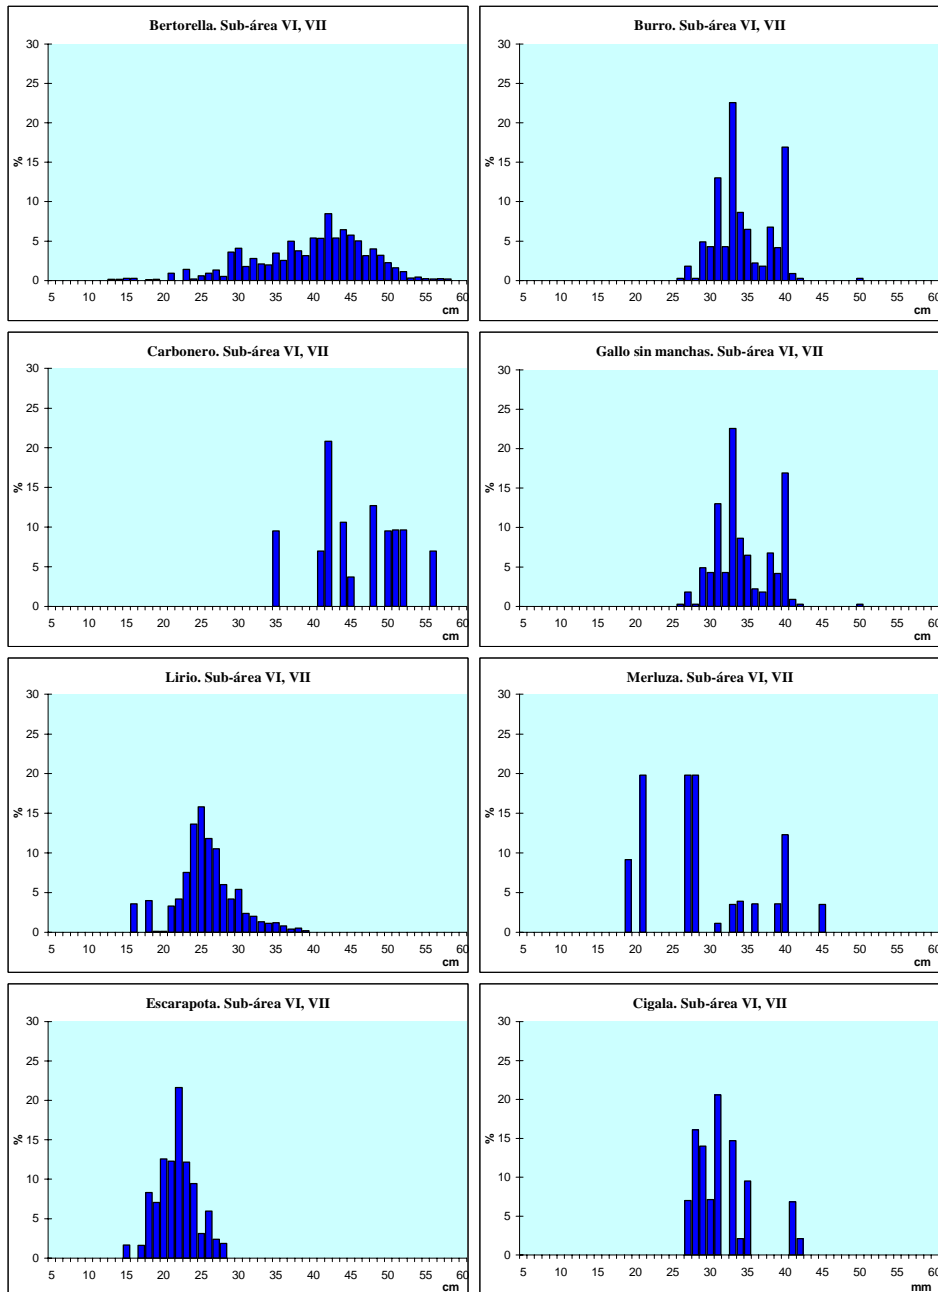 Bertorella. Sub-área VI, VII
30
25
20
15
10
5
0
%
5 10 15 20 25 30 35 40 45 50 55 60
cm
Burro. Sub-área VI, VII
30
25
20
15
10
5
0
%
5 10 15 20 25 30 35 40 45 50 55 60
cm
Carbonero. Sub-área VI, VII
30
25
20
15
10
5
0
%
5 10 15 20 25 30 35 40 45 50 55 60
cm
Gallo sin manchas. Sub-área VI, VII
30
25
20
15
10
5
0
%
5 10 15 20 25 30 35 40 45 50 55 60
cm
Lirio. Sub-área VI, VII
30
25
20
15
10
5
0
%
5 10 15 20 25 30 35 40 45 50 55 60
cm
Merluza. Sub-área VI, VII
30
25
20
15
10
5
0
%
5 10 15 20 25 30 35 40 45 50 55 60
cm
Escarapota. Sub-área VI, VII
30
25
20
15
10
5
0
%
5 10 15 20 25 30 35 40 45 50 55 60
cm
Cigala. Sub-área VI, VII
30
25
20
15
10
5
0
%
5 10 15 20 25 30 35 40 45 50 55 60
mm